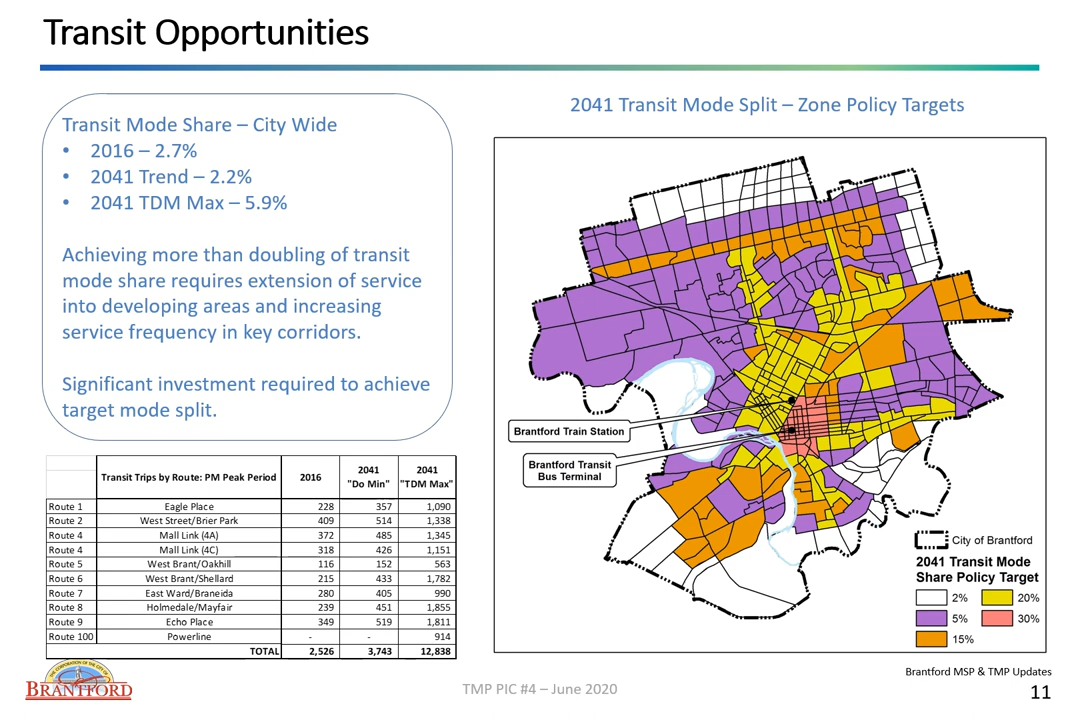 Transit Opportunities
Transit Mode Share – City Wide
• 2016 – 2.7%
• 2041 Trend – 2.2%
• 2041 TDM Max – 5.9%
Achieving more than doubling of transit
mode share requires extension of service
into developing areas and increasing
service frequency in key corridors.
Significant investment required to achieve
target mode split.
Transit Trips by Route: PM Peak Period 2016 2041 "Do Min" 2041 "TDM Max"
Route 1 Eagle Place 228 357 1,090
Route 2 West Street/Brier Park 409 514 1,338
Route 4 Mall Link (4A) 372 485 1,345
Route 4 Mall Link (4C) 318 426 1,151
Route 5 West Brant/Oakhill 116 152 563
Route 6 West Brant/Shellard 215 433 1,782
Route 7 East Ward/Braneida 280 405 990
Route 8 Holmedale/Mayfair 239 451 1,855
Route 9 Echo Place 349 519 1,811
Route 100 Powerline - - 914
TOTAL 2,526 3,743 12,838
2041 Transit Mode Split – Zone Policy Targets
Brantford Train Station
Brantford Transit
Bus Terminal
City of Brantford
2041 Transit Mode
Share Policy Target
2% 20%
5% 30%
15%
THE CORPORATION OF THE CITY OF
BRANTFORD
TMP PIC #4 – June 2020
Brantford MSP & TMP Updates
11